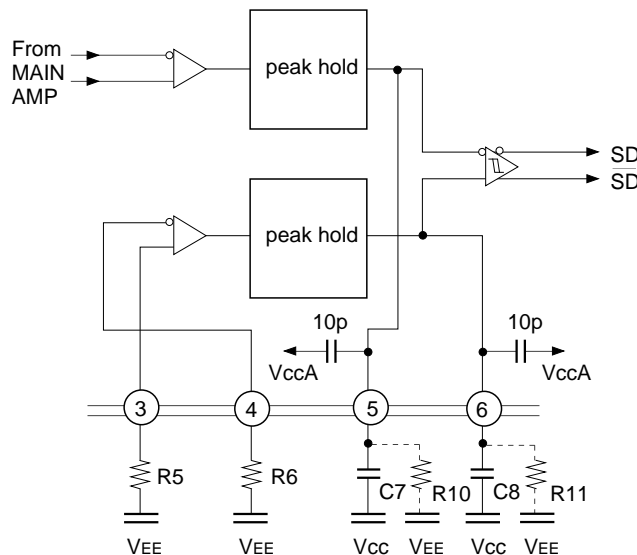 From
MAIN
AMP
peak hold
SD
SD
peak hold
10p
10p
VccA
VccA
3
4
5
6
R5
R6
C7
R10
C8
R11
VEE
VEE
Vcc
VEE
Vcc
VEE